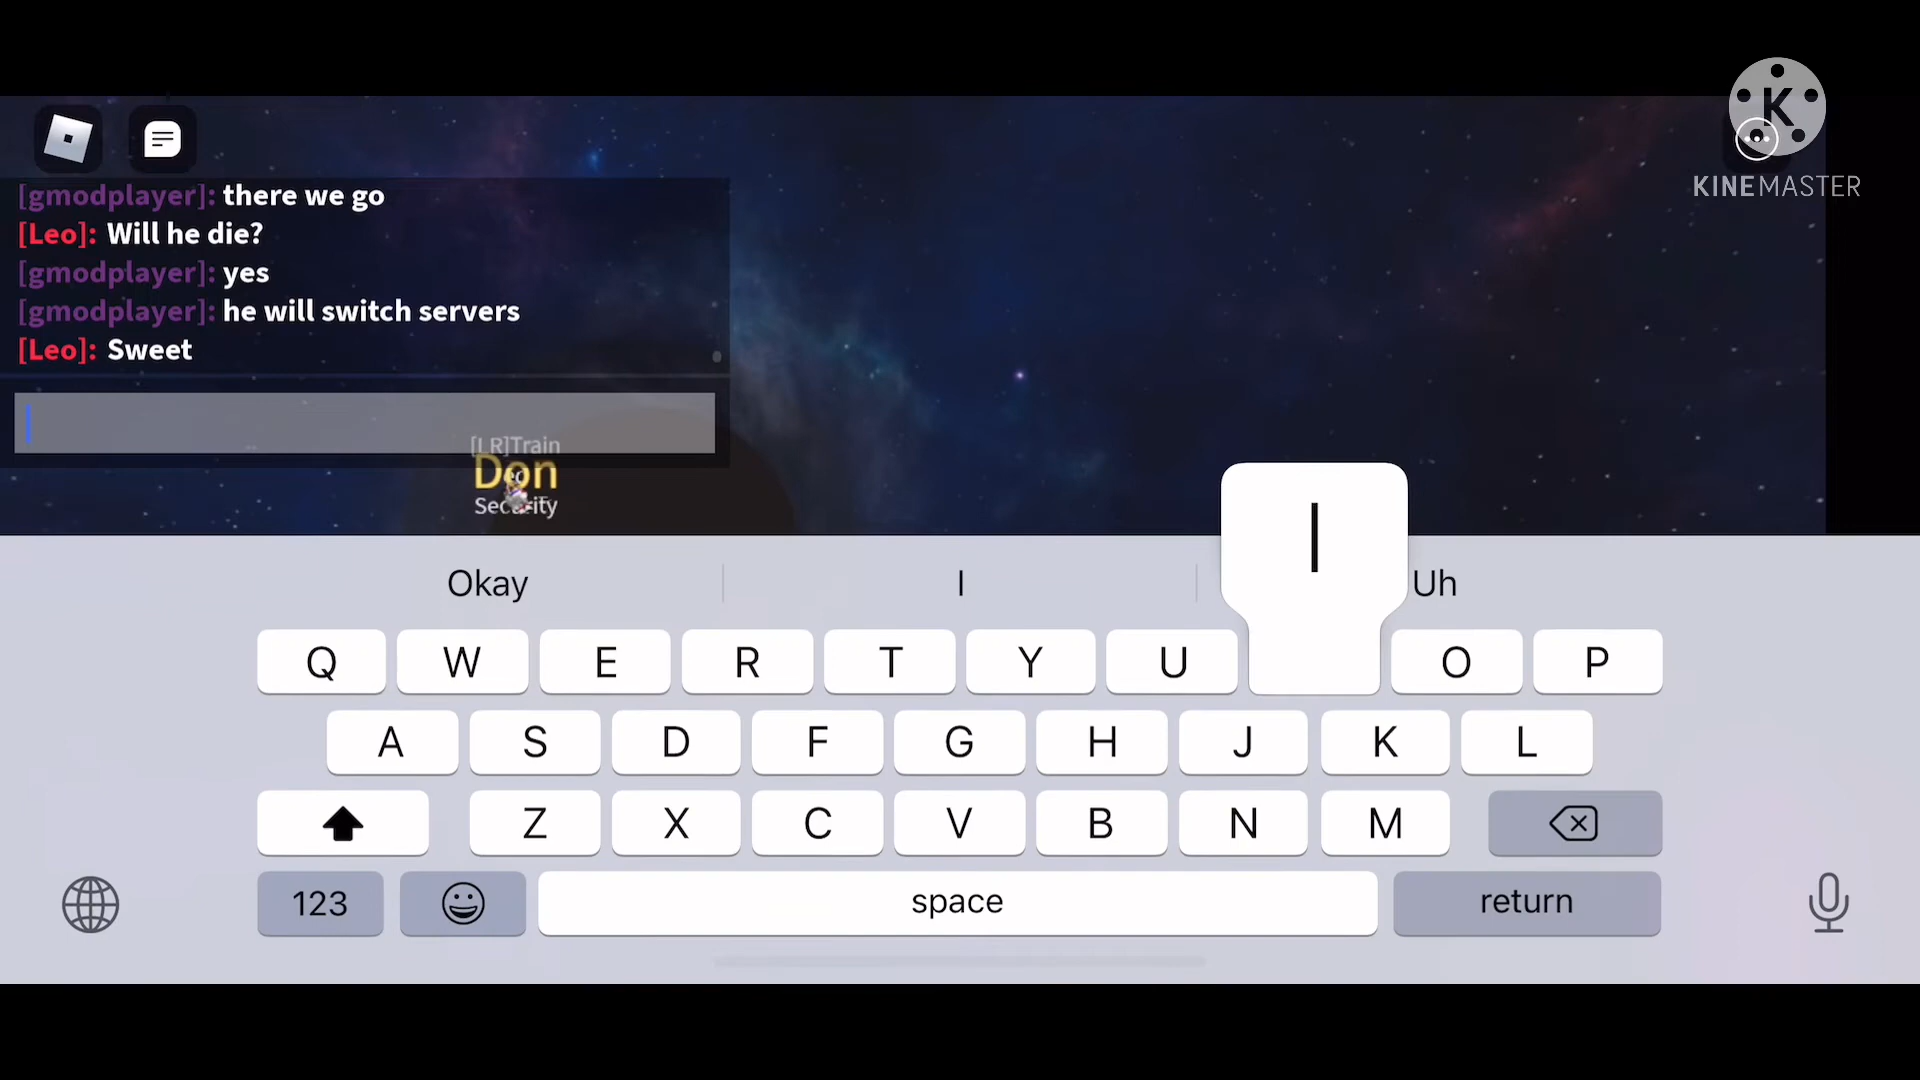 K
KINEMASTER
[gmodplayer]: there we go
[Leo]: Will he die?
[gmodplayer]: yes
[gmodplayer]: he will switch servers
[Leo]: Sweet
[LR]Train
Don
Security
I
Okay I Uh
Q W E R T Y U O P
A S D F G H J K L
Z X C V B N M
123 space return